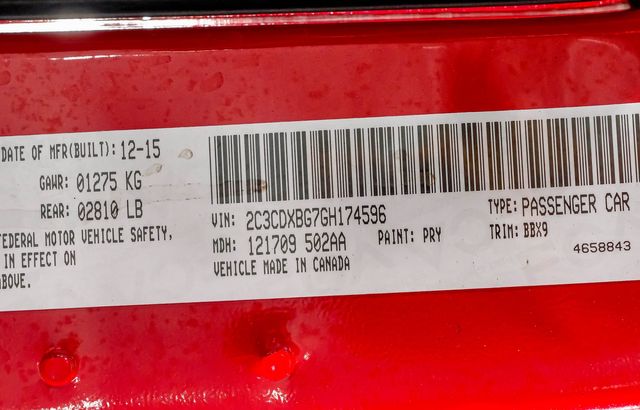 DATE OF MFR(BUILT): 12-15
GAWR: 01275 KG
REAR: 02810 LB
FEDERAL MOTOR VEHICLE SAFETY,
IN EFFECT ON
ABOVE.
VIN: 2C3CDXBG7GH174596
TYPE: PASSENGER CAR
MDH: 121709 502AA
PAINT: PRY
TRIM: BBX9
VEHICLE MADE IN CANADA
4658843